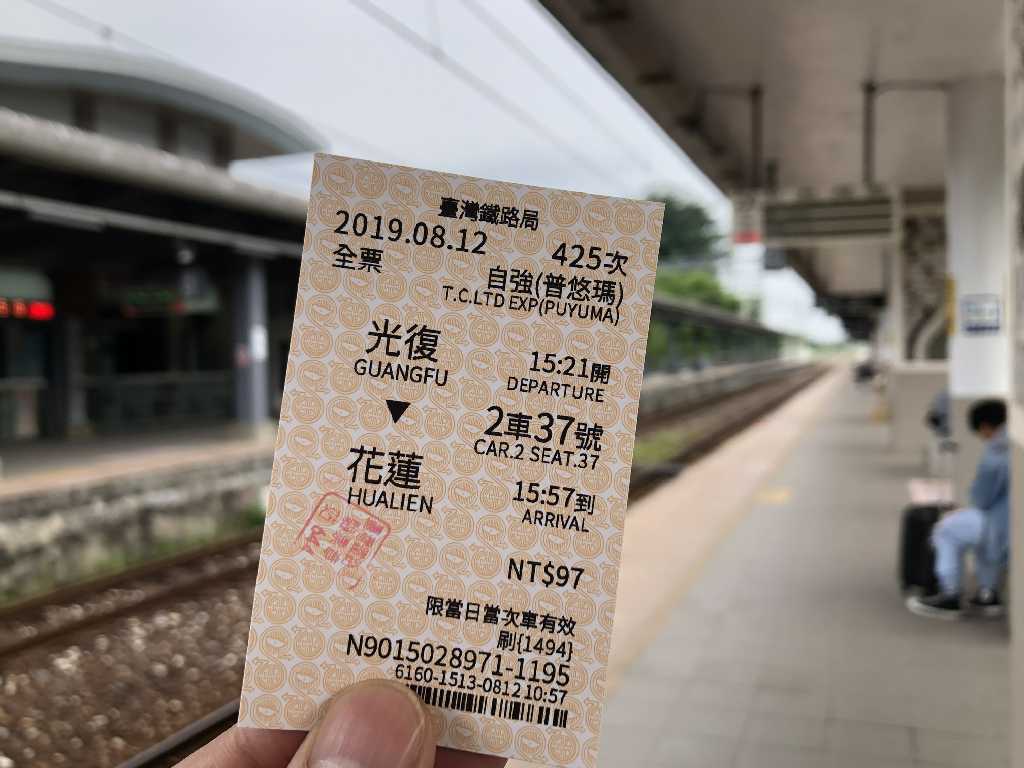 臺灣鐵路局
2019.08.12 425次
全票 自強(普悠瑪)
T.C.LTD EXP(PUYUMA)
光復 15:21開
GUANGFU DEPARTURE
2車37號
CAR.2 SEAT.37
花蓮 15:57到
HUALIEN ARRIVAL
NT$97
限當日當次車有效
刷{1494}
N9015028971-1195
6160-1513-0812 10:57